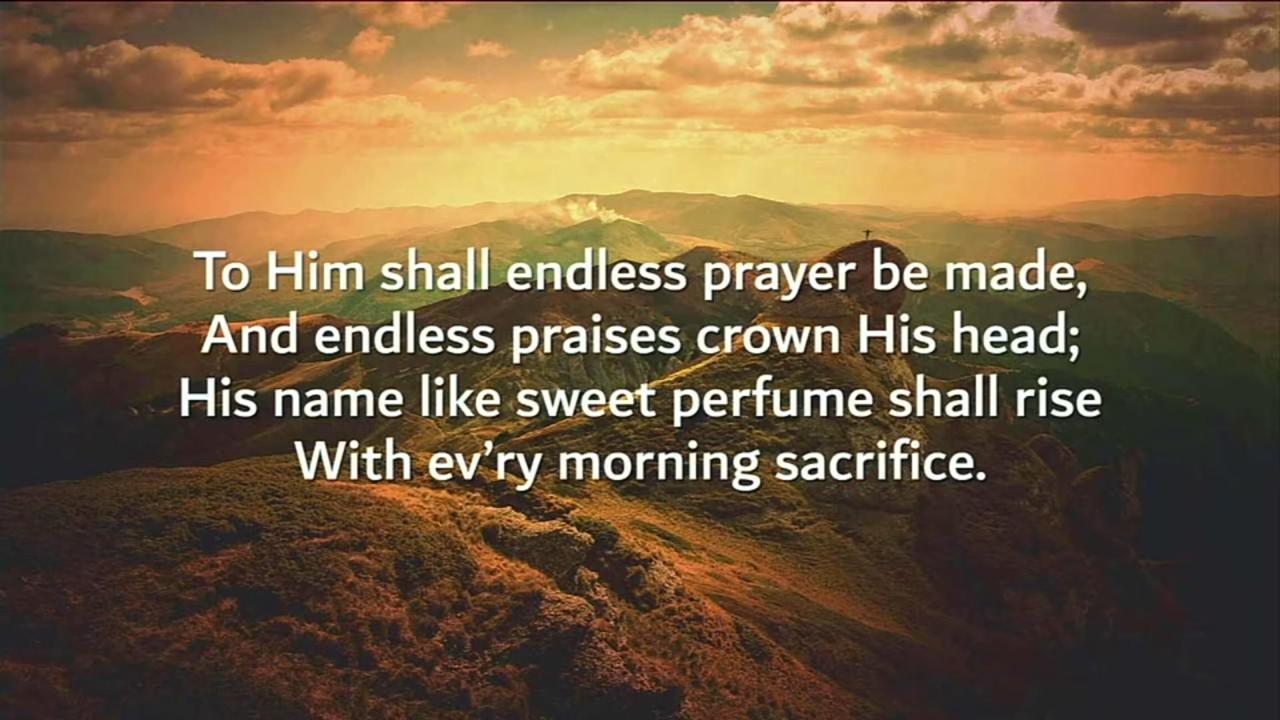 To Him shall endless prayer be made,
And endless praises crown His head;
His name like sweet perfume shall rise
With ev’ry morning sacrifice.